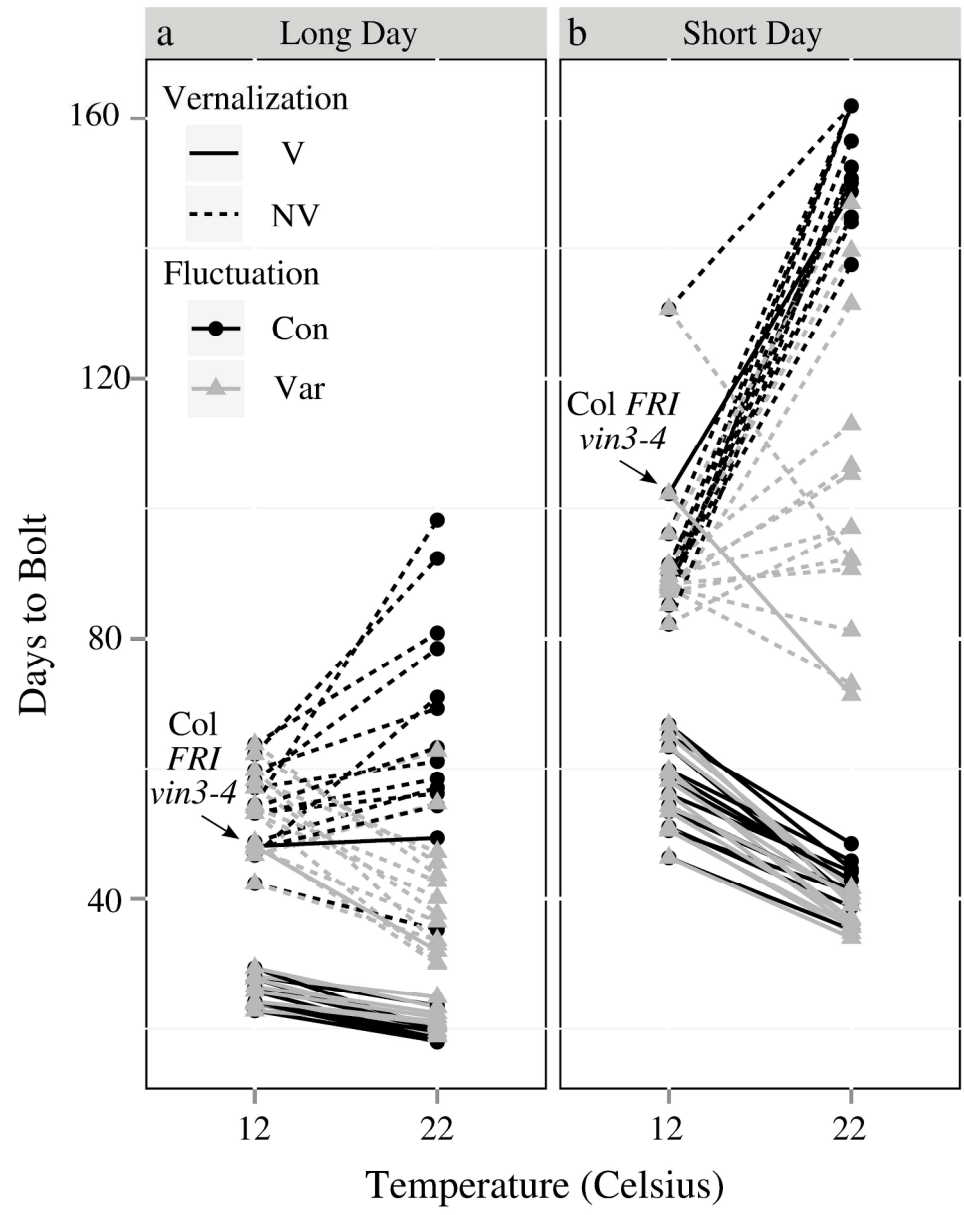 a Long Day
b Short Day
Vernalization
V
NV
Fluctuation
Con
Var
Col
FRI
vin3-4
Col FRI
vin3-4
160
120
80
40
Days to Bolt
12
22
12
22
Temperature (Celsius)